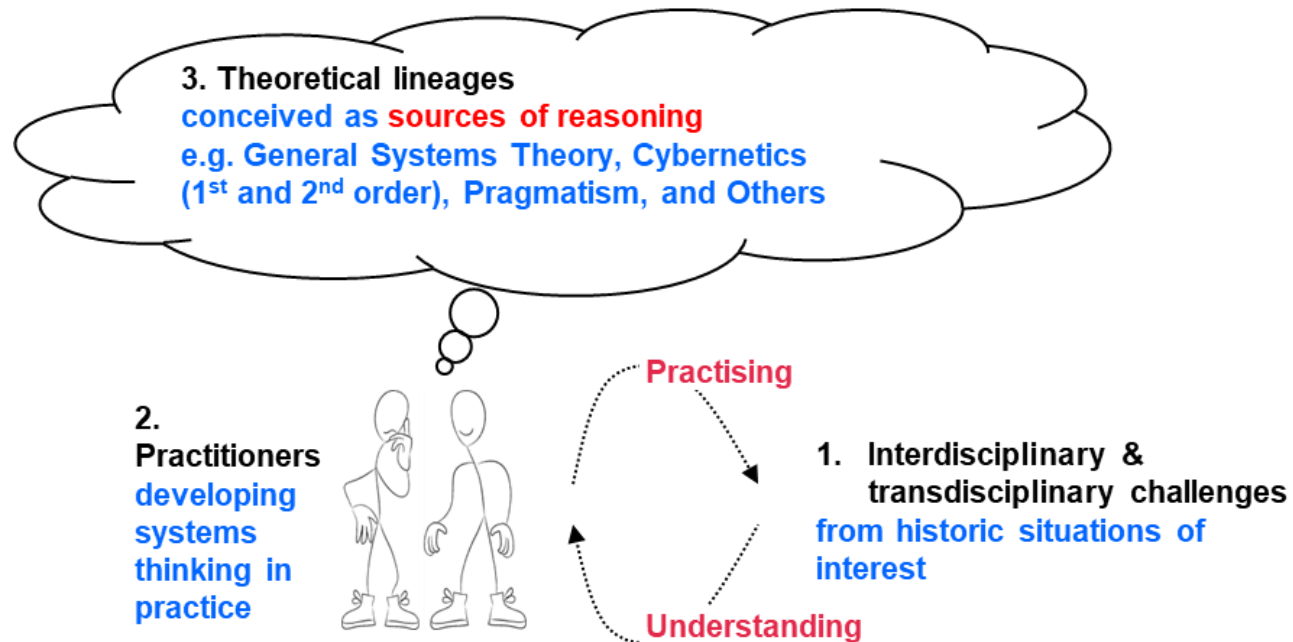 3. Theoretical lineages
conceived as sources of reasoning
e.g. General Systems Theory, Cybernetics
(1st and 2nd order), Pragmatism, and Others
Practising
2.
Practitioners
developing
systems
thinking in
practice
1. Interdisciplinary &
transdisciplinary challenges
from historic situations of
interest
Understanding